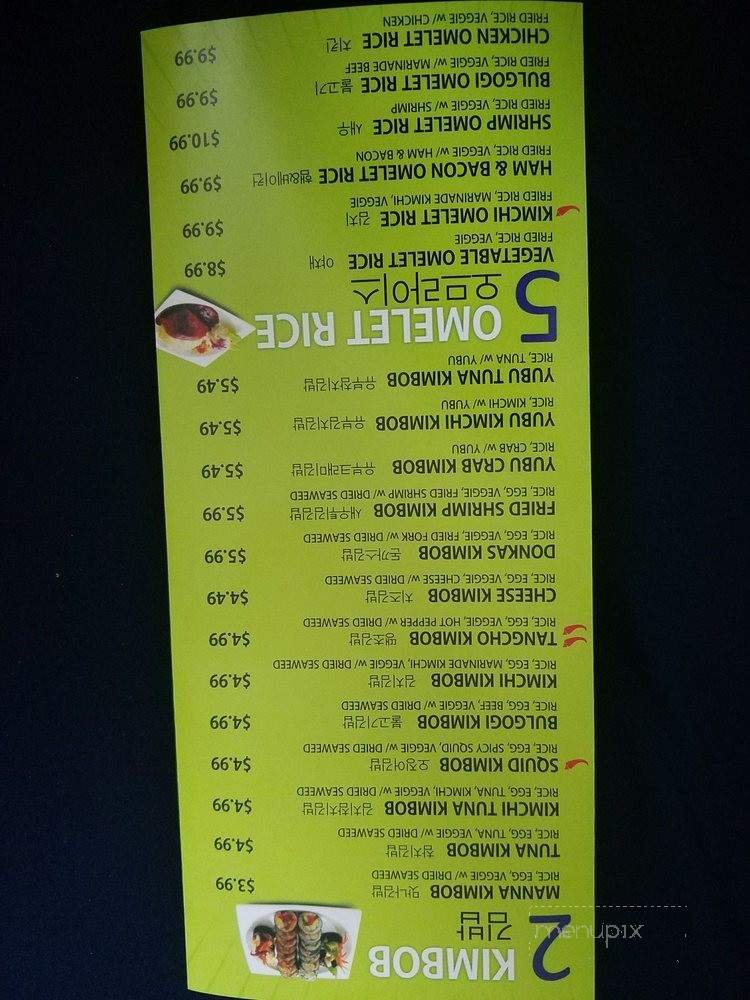 2 KIMBOB
김밥
MANNA KIMBOB 맛나김밥 $3.99
RICE, EGG, VEGGIE w/ DRIED SEAWEED
TUNA KIMBOB 참치김밥 $4.99
RICE, EGG, TUNA, VEGGIE w/ DRIED SEAWEED
KIMCHI TUNA KIMBOB 김치참치김밥 $4.99
RICE, EGG, TUNA, KIMCHI, VEGGIE w/ DRIED SEAWEED
SQUID KIMBOB 오징어김밥 $4.99
RICE, EGG, SPICY SQUID, VEGGIE w/ DRIED SEAWEED
BULGOGI KIMBOB 불고기김밥 $4.99
RICE, EGG, BEEF, VEGGIE w/ DRIED SEAWEED
KIMCHI KIMBOB 김치김밥 $4.99
RICE, EGG, MARINADE KIMCHI, VEGGIE w/ DRIED SEAWEED
TANGCHO KIMBOB 땡초김밥 $4.99
RICE, EGG, VEGGIE, HOT PEPPER w/ DRIED SEAWEED
CHEESE KIMBOB 치즈김밥 $4.49
RICE, EGG, VEGGIE, CHEESE w/ DRIED SEAWEED
DONKAS KIMBOB 돈까스김밥 $5.99
RICE, EGG, VEGGIE, FRIED FORK w/ DRIED SEAWEED
FRIED SHRIMP KIMBOB 새우튀김김밥 $5.99
RICE, EGG, VEGGIE, FRIED SHRIMP w/ DRIED SEAWEED
YUBU CRAB KIMBOB 유부크래미김밥 $5.49
RICE, CRAB w/ YUBU
YUBU KIMCHI KIMBOB 유부김치김밥 $5.49
RICE, KIMCHI w/ YUBU
YUBU TUNA KIMBOB 유부참치김밥 $5.49
RICE, TUNA w/ YUBU
5 OMELET RICE
오므라이스
VEGETABLE OMELET RICE 야채 $8.99
FRIED RICE, VEGGIE
KIMCHI OMELET RICE 김치 $9.99
FRIED RICE, MARINADE KIMCHI, VEGGIE
HAM & BACON OMELET RICE 햄&베이컨 $9.99
FRIED RICE, VEGGIE w/ HAM & BACON
SHRIMP OMELET RICE 새우 $10.99
FRIED RICE, VEGGIE w/ SHRIMP
BULGOGI OMELET RICE 불고기 $9.99
FRIED RICE, VEGGIE w/ MARINADE BEEF
CHICKEN OMELET RICE 치킨 $9.99
FRIED RICE, VEGGIE w/ CHICKEN
menupix